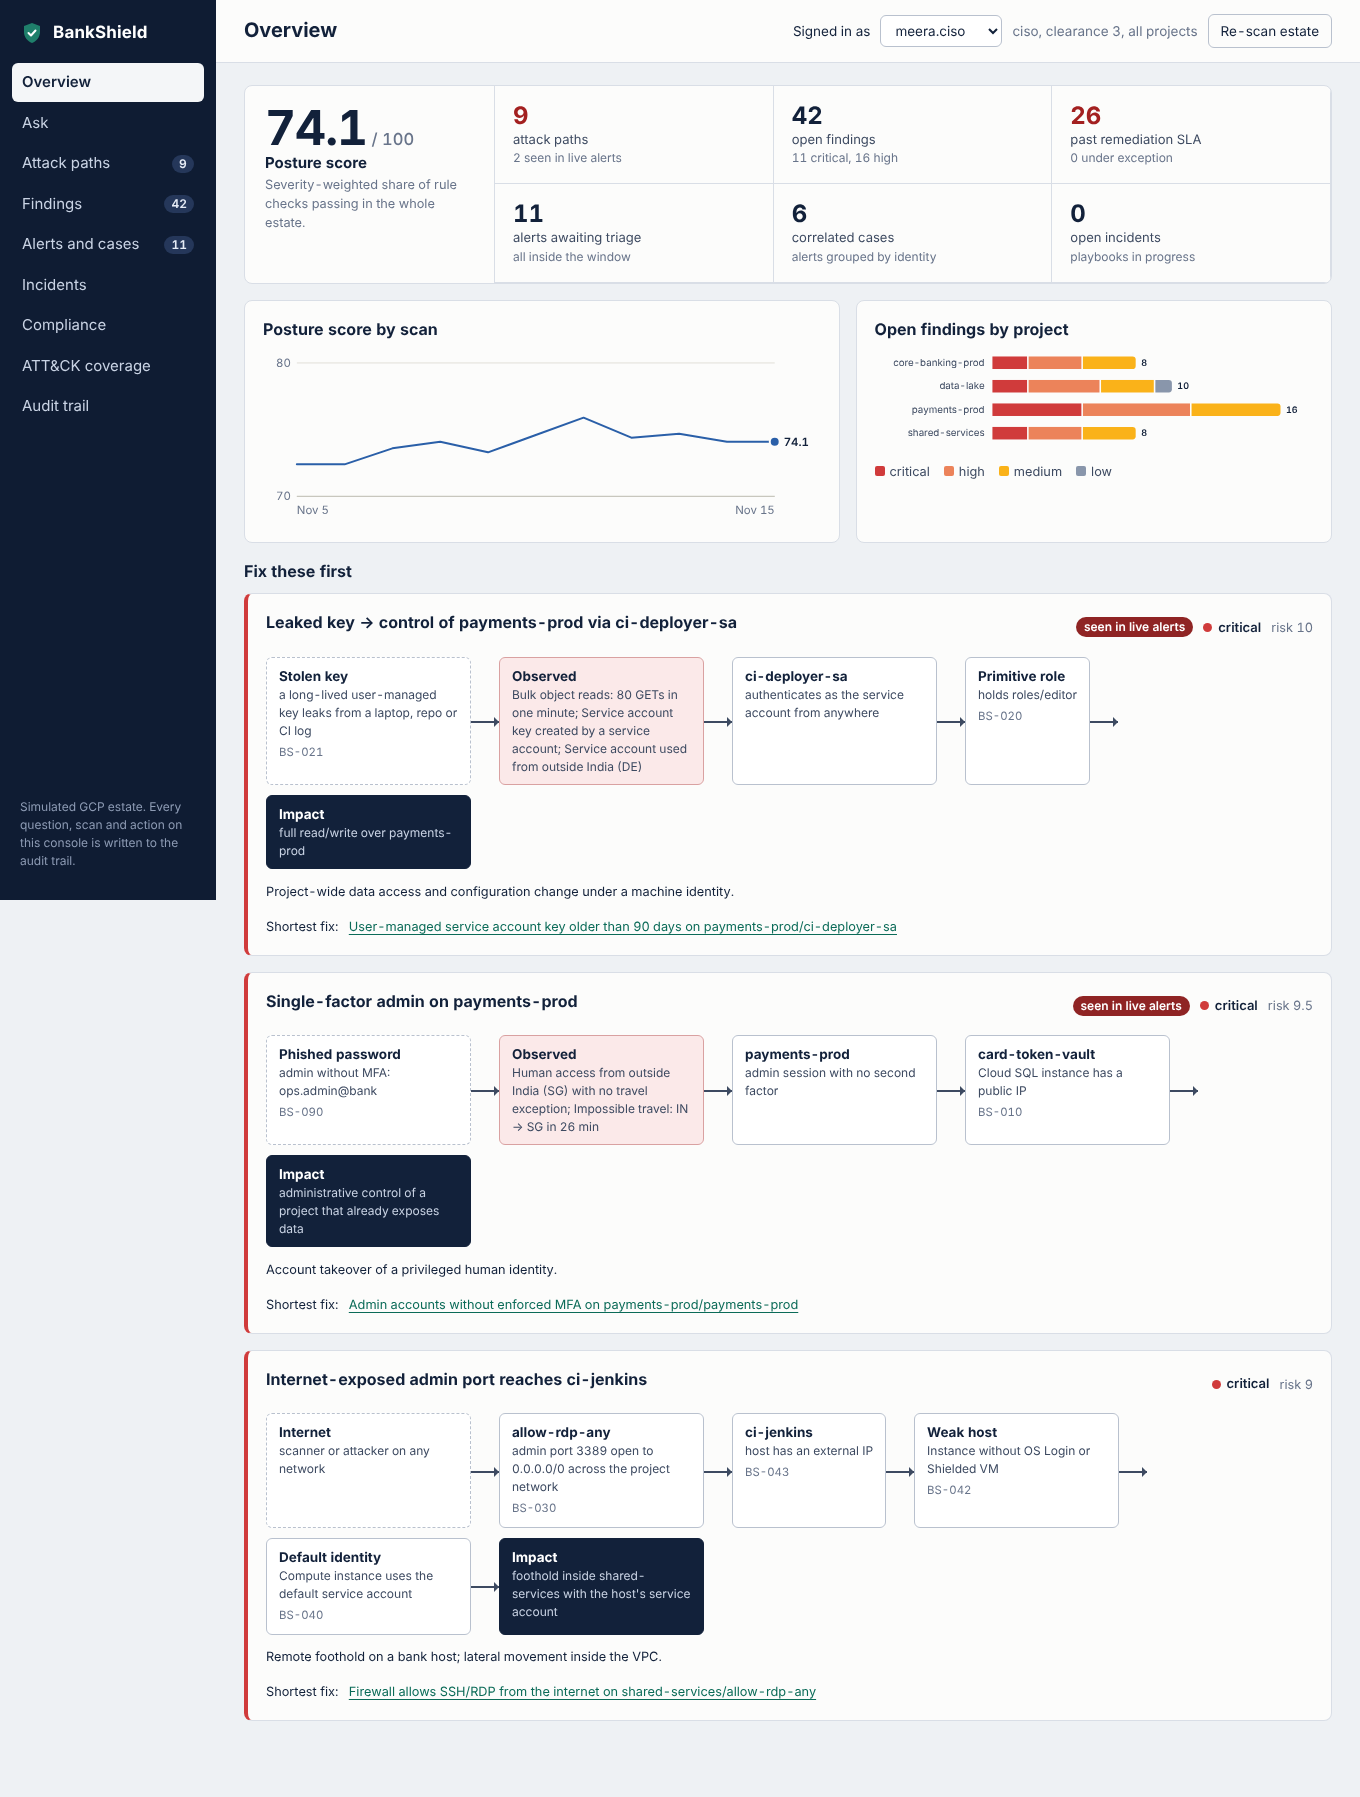 BankShield
Overview
Ask
Attack paths 9
Findings 42
Alerts and cases 11
Incidents
Compliance
ATT&CK coverage
Audit trail
Simulated GCP estate. Every
question, scan and action on
this console is written to the
audit trail.
Overview
Signed in as meera.ciso ciso, clearance 3, all projects Re-scan estate
74.1 / 100
Posture score
Severity-weighted share of rule
checks passing in the whole
estate.
9
attack paths
2 seen in live alerts
42
open findings
11 critical, 16 high
26
past remediation SLA
0 under exception
11
alerts awaiting triage
all inside the window
6
correlated cases
alerts grouped by identity
0
open incidents
playbooks in progress
Posture score by scan
80
74.1
70
Nov 5 Nov 15
Open findings by project
core-banking-prod 8
data-lake 10
payments-prod 16
shared-services 8
critical high medium low
Fix these first
Leaked key → control of payments-prod via ci-deployer-sa
seen in live alerts critical risk 10
Stolen key
a long-lived user-managed
key leaks from a laptop, repo or
CI log
BS-021
Observed
Bulk object reads: 80 GETs in
one minute; Service account
key created by a service
account; Service account used
from outside India (DE)
ci-deployer-sa
authenticates as the service
account from anywhere
Primitive role
holds roles/editor
BS-020
Impact
full read/write over payments-
prod
Project-wide data access and configuration change under a machine identity.
Shortest fix: User-managed service account key older than 90 days on payments-prod/ci-deployer-sa
Single-factor admin on payments-prod
seen in live alerts critical risk 9.5
Phished password
admin without MFA:
ops.admin@bank
BS-090
Observed
Human access from outside
India (SG) with no travel
exception; Impossible travel: IN
→ SG in 26 min
payments-prod
admin session with no second
factor
card-token-vault
Cloud SQL instance has a
public IP
BS-010
Impact
administrative control of a
project that already exposes
data
Account takeover of a privileged human identity.
Shortest fix: Admin accounts without enforced MFA on payments-prod/payments-prod
Internet-exposed admin port reaches ci-jenkins
critical risk 9
Internet
scanner or attacker on any
network
allow-rdp-any
admin port 3389 open to
0.0.0.0/0 across the project
network
BS-030
ci-jenkins
host has an external IP
BS-043
Weak host
Instance without OS Login or
Shielded VM
BS-042
Default identity
Compute instance uses the
default service account
BS-040
Impact
foothold inside shared-
services with the host's service
account
Remote foothold on a bank host; lateral movement inside the VPC.
Shortest fix: Firewall allows SSH/RDP from the internet on shared-services/allow-rdp-any